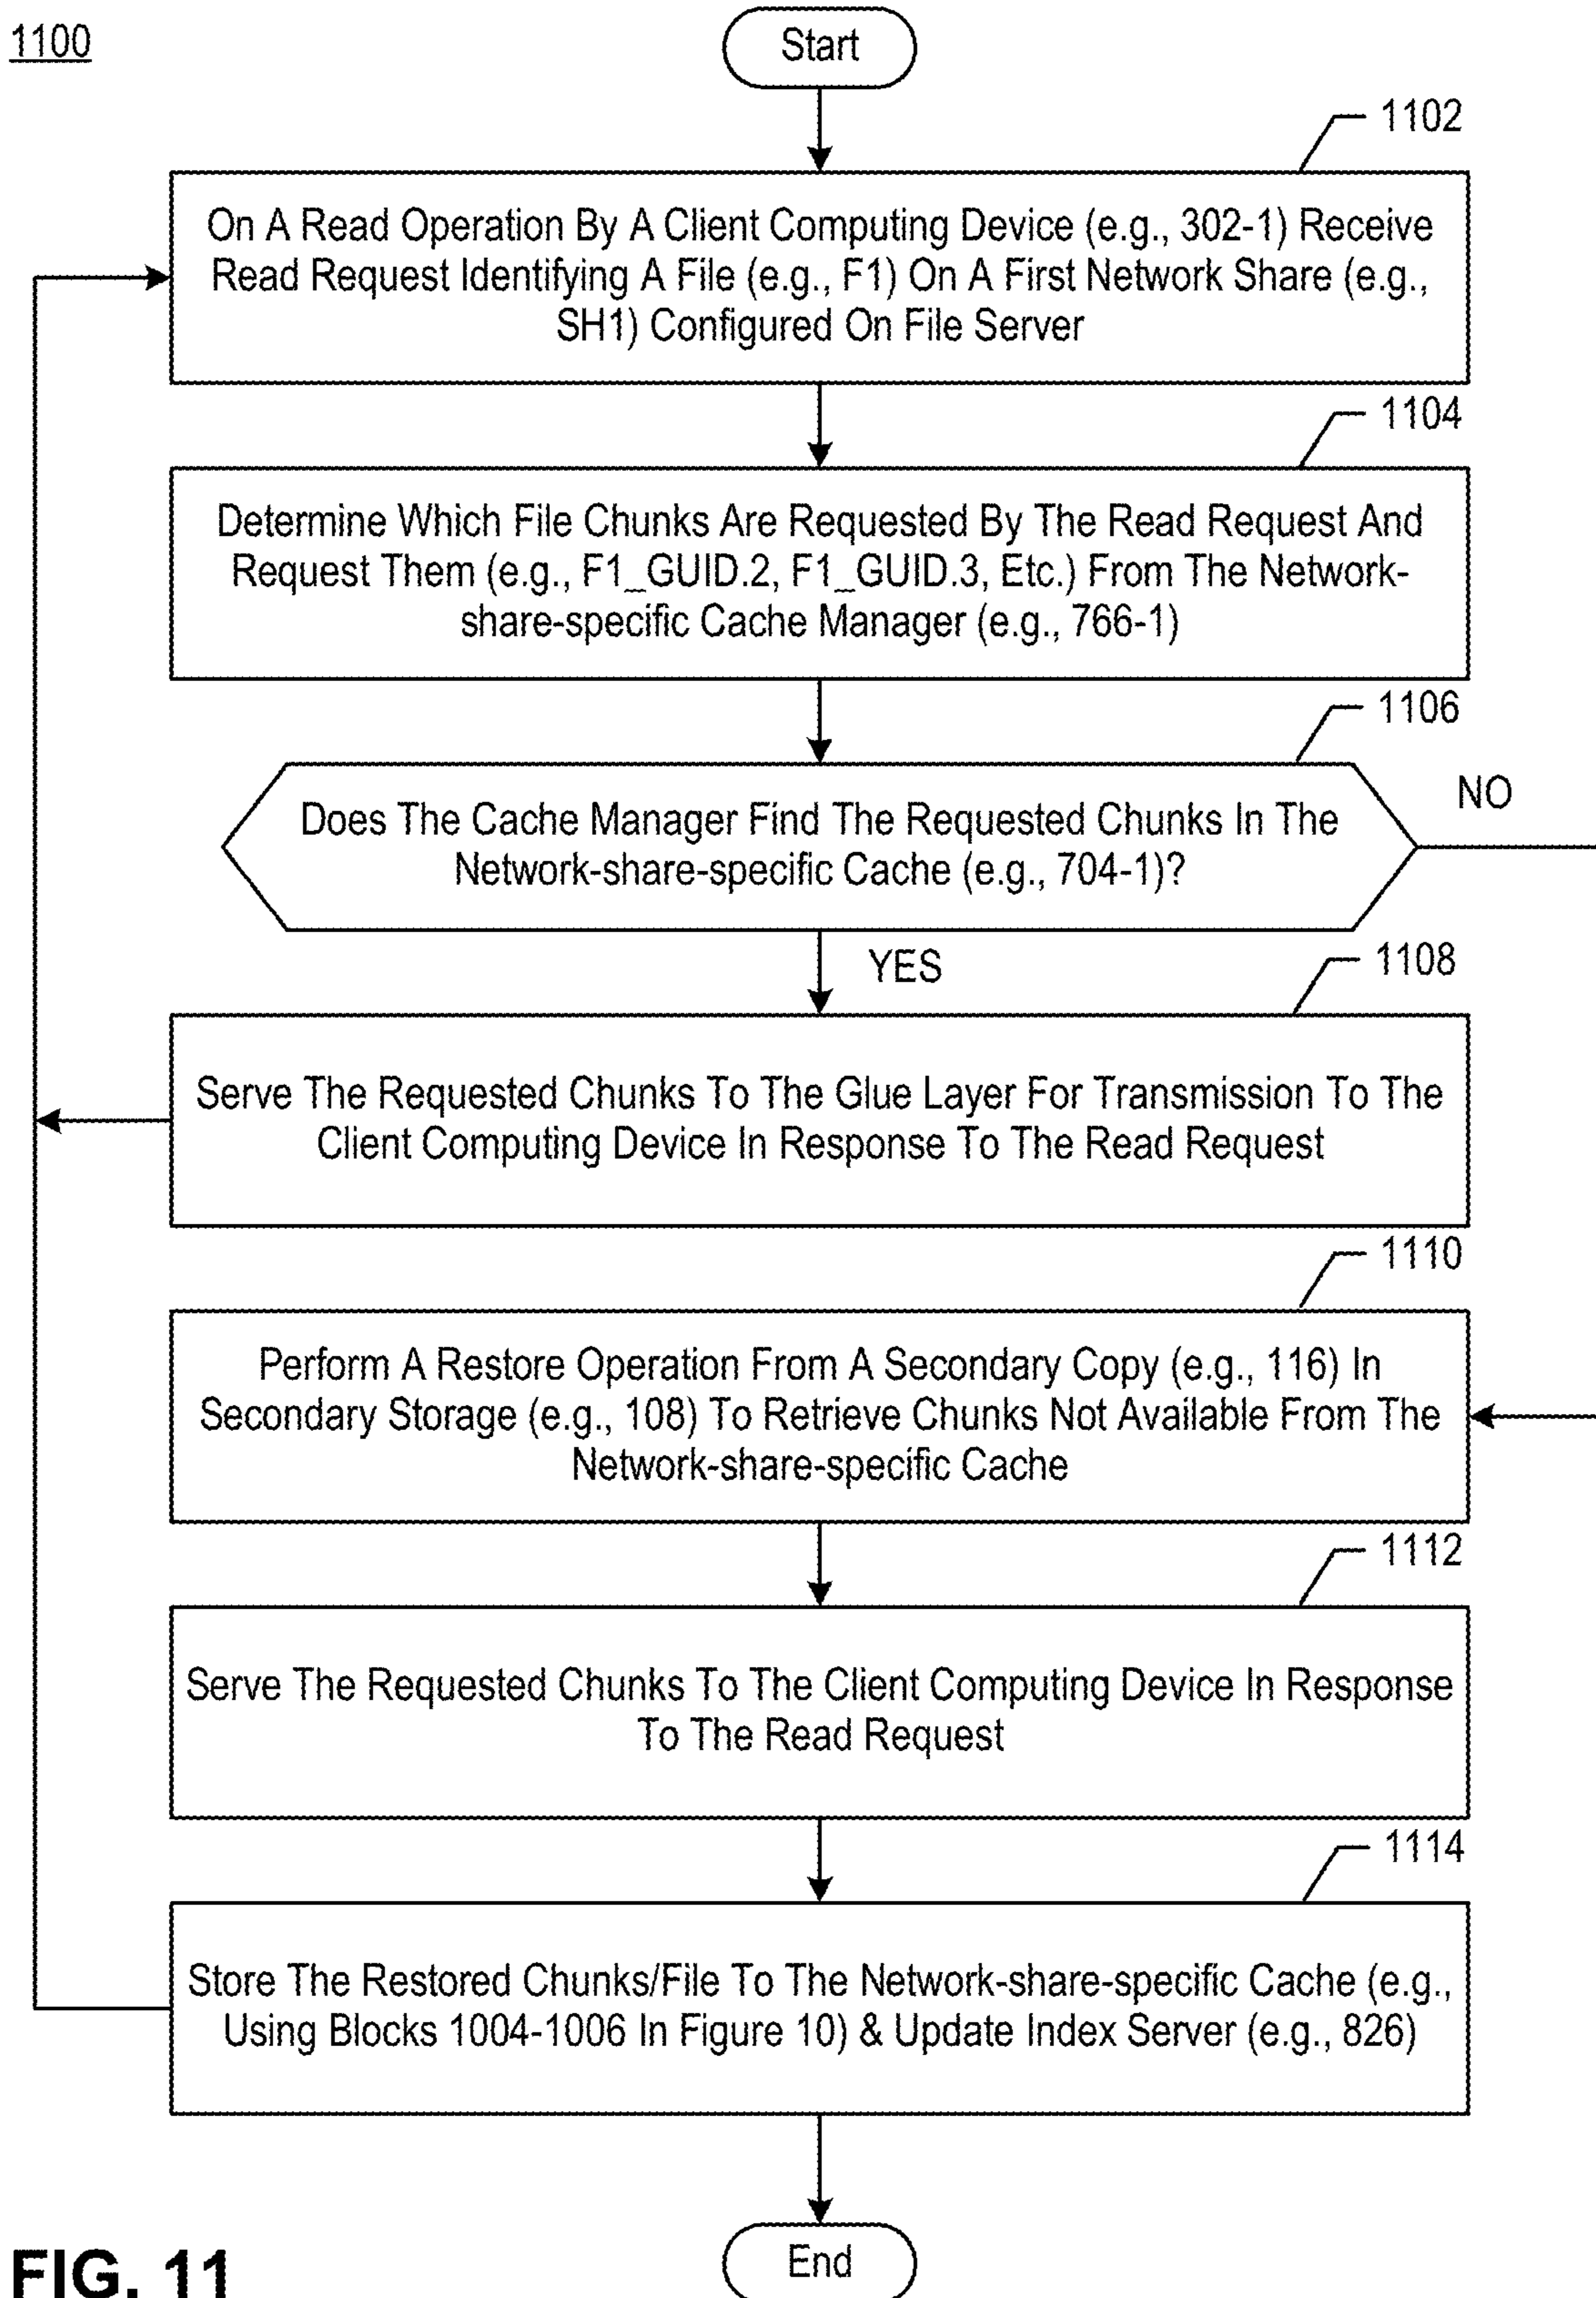 1100
Start
1102
On A Read Operation By A Client Computing Device (e.g., 302-1) Receive
Read Request Identifying A File (e.g., F1) On A First Network Share (e.g.,
SH1) Configured On File Server
1104
Determine Which File Chunks Are Requested By The Read Request And
Request Them (e.g., F1_GUID.2, F1_GUID.3, Etc.) From The Network-
share-specific Cache Manager (e.g., 766-1)
1106
Does The Cache Manager Find The Requested Chunks In The
Network-share-specific Cache (e.g., 704-1)?
NO
YES
1108
Serve The Requested Chunks To The Glue Layer For Transmission To The
Client Computing Device In Response To The Read Request
1110
Perform A Restore Operation From A Secondary Copy (e.g., 116) In
Secondary Storage (e.g., 108) To Retrieve Chunks Not Available From The
Network-share-specific Cache
1112
Serve The Requested Chunks To The Client Computing Device In Response
To The Read Request
1114
Store The Restored Chunks/File To The Network-share-specific Cache (e.g.,
Using Blocks 1004-1006 In Figure 10) & Update Index Server (e.g., 826)
End
FIG. 11